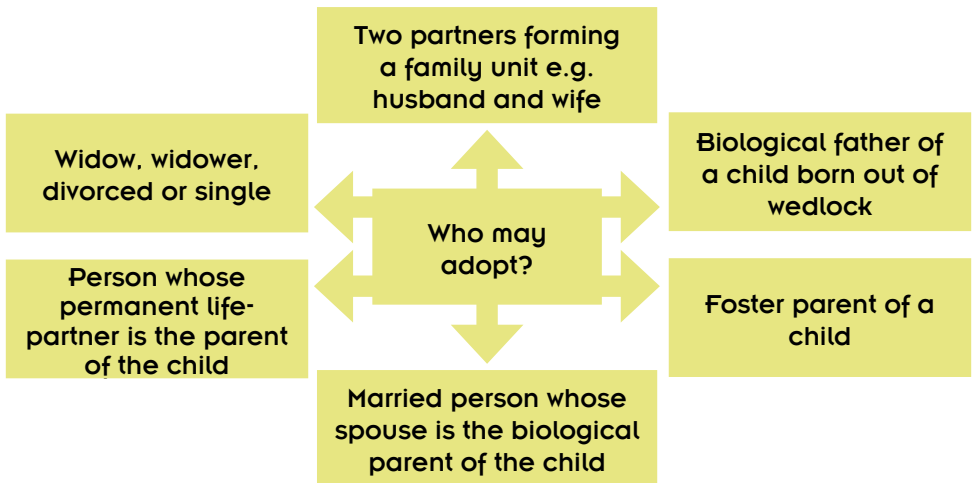 Two partners forming
a family unit e.g.
husband and wife
Widow, widower,
divorced or single
Biological father of
a child born out of
wedlock
Who may
adopt?
Person whose
permanent life-
partner is the parent
of the child
Foster parent of a
child
Married person whose
spouse is the biological
parent of the child